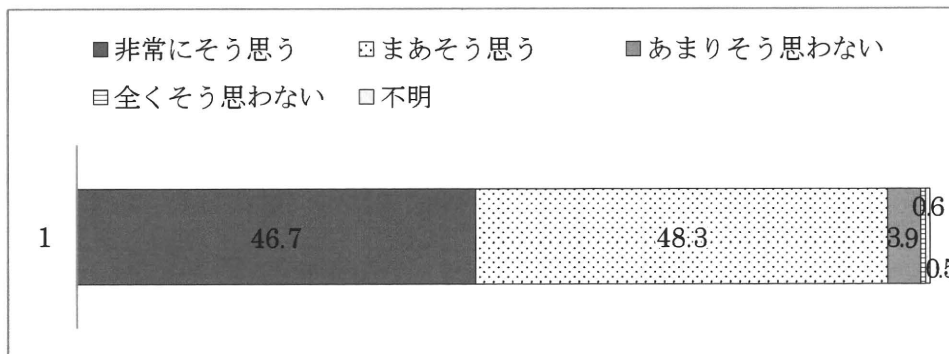 非常にそう思う まあそう思う あまりそう思わない
全くそう思わない 不明
1 46.7 48.3 3.9 0.6
0.5